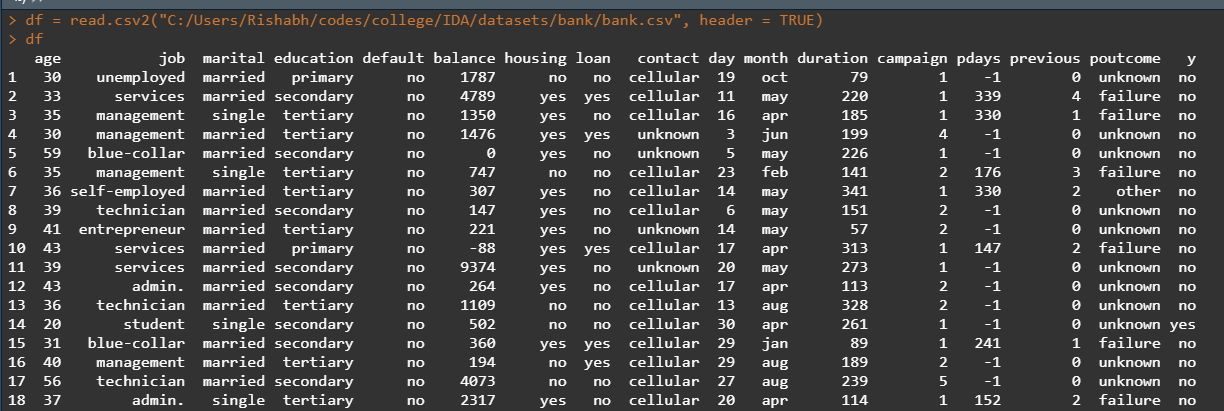 > df = read.csv2("C:/Users/Rishabh/codes/college/IDA/datasets/bank/bank.csv", header = TRUE)
> df
age job marital education default balance housing loan contact day month duration campaign pdays previous poutcome y
1 30 unemployed married primary no 1787 no no cellular 19 oct 79 1 -1 0 unknown no
2 33 services married secondary no 4789 yes yes cellular 11 may 220 1 339 4 failure no
3 35 management single tertiary no 1350 yes no cellular 16 apr 185 1 330 1 failure no
4 30 management married tertiary no 1476 yes yes unknown 3 jun 199 4 -1 0 unknown no
5 59 blue-collar married secondary no 0 yes no unknown 5 may 226 1 -1 0 unknown no
6 35 management single tertiary no 747 no no cellular 23 feb 141 2 176 3 failure no
7 36 self-employed married tertiary no 307 yes no cellular 14 may 341 1 330 2 other no
8 39 technician married secondary no 147 yes no cellular 6 may 151 2 -1 0 unknown no
9 41 entrepreneur married tertiary no 221 yes no unknown 14 may 57 2 -1 0 unknown no
10 43 services married primary no -88 yes yes cellular 17 apr 313 1 147 2 failure no
11 39 services married secondary no 9374 yes no unknown 20 may 273 1 -1 0 unknown no
12 43 admin. married secondary no 264 yes no cellular 17 apr 113 2 -1 0 unknown no
13 36 technician married tertiary no 1109 no no cellular 13 aug 328 2 -1 0 unknown no
14 20 student single secondary no 502 no no cellular 30 apr 261 1 -1 0 unknown yes
15 31 blue-collar married secondary no 360 yes yes cellular 29 jan 89 1 241 1 failure no
16 40 management married tertiary no 194 no yes cellular 29 aug 189 2 -1 0 unknown no
17 56 technician married secondary no 4073 no no cellular 27 aug 239 5 -1 0 unknown no
18 37 admin. single tertiary no 2317 yes no cellular 20 apr 114 1 152 2 failure no